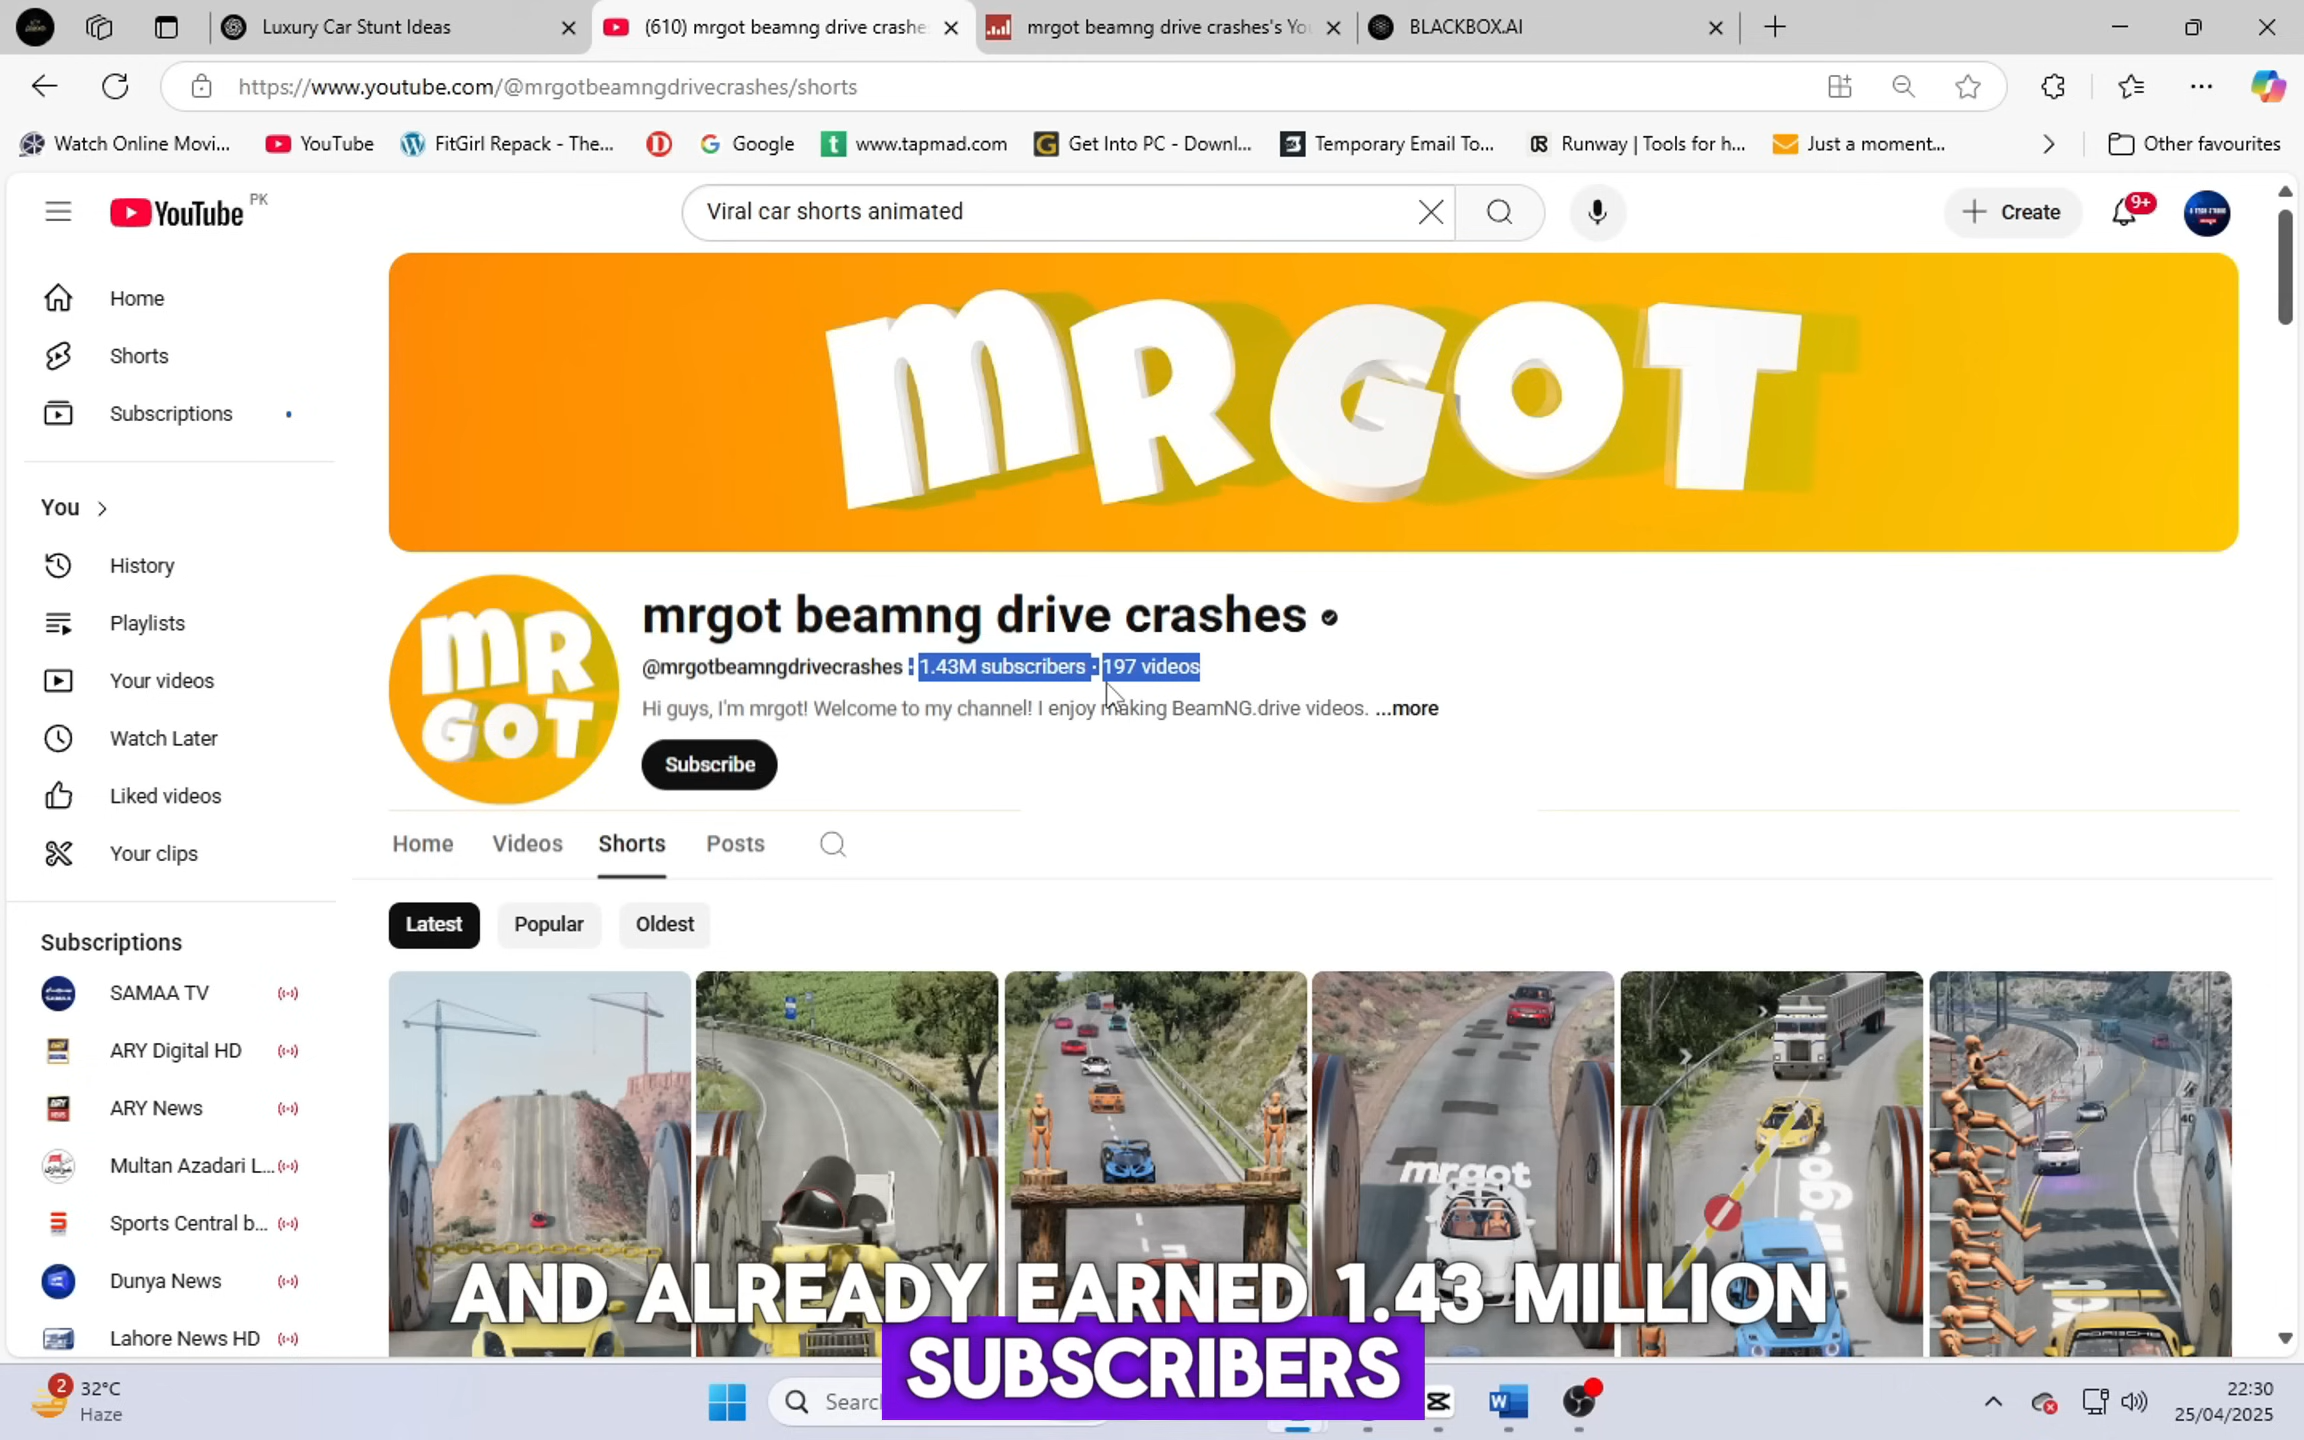 Luxury Car Stunt Ideas
(610) mrgot beamng drive crashe
mrgot beamng drive crashes's You
BLACKBOX.AI
https://www.youtube.com/@mrgotbeamngdrivecrashes/shorts
Watch Online Movi...
YouTube
FitGirl Repack - The...
Google
www.tapmad.com
Get Into PC - Downl...
Temporary Email To...
Runway | Tools for h...
Just a moment...
Other favourites
YouTube PK
Viral car shorts animated
Create
9+
Home
Shorts
Subscriptions
You
History
Playlists
Your videos
Watch Later
Liked videos
Your clips
Subscriptions
SAMAA TV
ARY Digital HD
ARY News
Multan Azadari L...
Sports Central b...
Dunya News
Lahore News HD
MRGOT
MR
GOT
mrgot beamng drive crashes
@mrgotbeamngdrivecrashes · 1.43M subscribers · 197 videos
Hi guys, I'm mrgot! Welcome to my channel! I enjoy making BeamNG.drive videos. ...more
Subscribe
Home
Videos
Shorts
Posts
Latest
Popular
Oldest
mrgot
mrgot
PORSCHE
AND ALREADY EARNED 1.43 MILLION
SUBSCRIBERS
2
32°C
Haze
Searc
22:30
25/04/2025